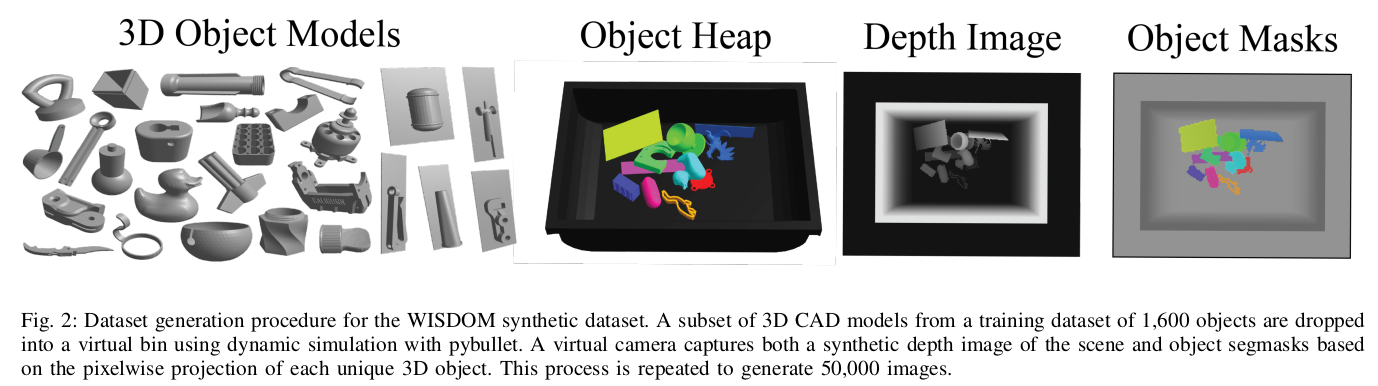 3D Object Models
Object Heap
Depth Image
Object Masks
Fig. 2: Dataset generation procedure for the WISDOM synthetic dataset. A subset of 3D CAD models from a training dataset of 1,600 objects are dropped
into a virtual bin using dynamic simulation with pybullet. A virtual camera captures both a synthetic depth image of the scene and object segmasks based
on the pixelwise projection of each unique 3D object. This process is repeated to generate 50,000 images.